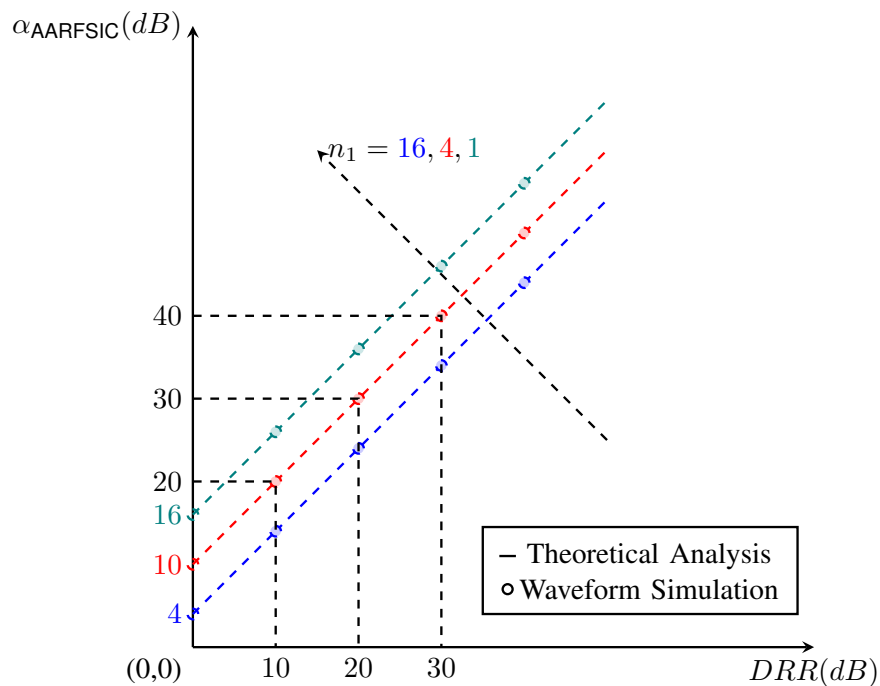 α_AARFSIC(dB)
n₁ = 16, 4, 1
40
30
20
16
10
4
– Theoretical Analysis
Waveform Simulation
(0,0) 10 20 30 DRR(dB)